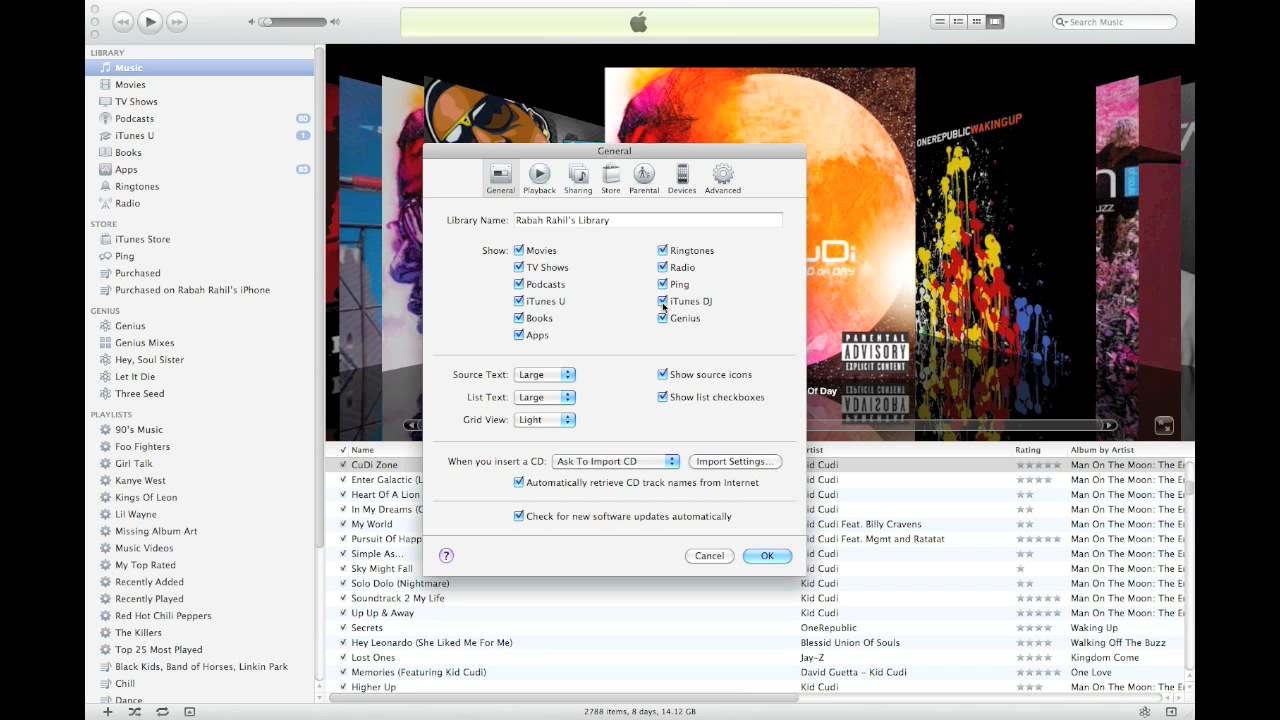 Search Music
LIBRARY
Music
Movies
TV Shows
Podcasts 60
iTunes U 1
Books
Apps 63
Ringtones
Radio
STORE
iTunes Store
Ping
Purchased
Purchased on Rabah Rahil's iPhone
GENIUS
Genius
Genius Mixes
Hey, Soul Sister
Let It Die
Three Seed
PLAYLISTS
90's Music
Foo Fighters
Girl Talk
Kanye West
Kings Of Leon
Lil Wayne
Missing Album Art
Music Videos
My Top Rated
Recently Added
Recently Played
Red Hot Chili Peppers
The Killers
Top 25 Most Played
Black Kids, Band of Horses, Linkin Park
Chill
Dance
ONEREPUBLIC WAKING UP
PARENTAL
ADVISORY
EXPLICIT CONTENT
Of Day
General
General Playback Sharing Store Parental Devices Advanced
Library Name: Rabah Rahil's Library
Show: Movies Ringtones
TV Shows Radio
Podcasts Ping
iTunes U iTunes DJ
Books Genius
Apps
Source Text: Large Show source icons
List Text: Large Show list checkboxes
Grid View: Light
When you insert a CD: Ask To Import CD Import Settings...
Automatically retrieve CD track names from Internet
Check for new software updates automatically
? Cancel OK
Name rtist Rating Album by Artist
CuDi Zone id Cudi Man On The Moon: The E
Enter Galactic (L id Cudi Man On The Moon: The E
Heart Of A Lion id Cudi Man On The Moon: The E
In My Dreams (C id Cudi Man On The Moon: The E
My World id Cudi Feat. Billy Cravens Man On The Moon: The E
Pursuit Of Happ id Cudi Feat. Mgmt and Ratatat Man On The Moon: The E
Simple As... id Cudi Man On The Moon: The E
Sky Might Fall id Cudi Man On The Moon: The E
Solo Dolo (Nightmare) Kid Cudi Man On The Moon: The E
Soundtrack 2 My Life Kid Cudi Man On The Moon: The E
Up Up & Away Kid Cudi Man On The Moon: The E
Secrets OneRepublic Waking Up
Hey Leonardo (She Liked Me For Me) Blessid Union Of Souls Walking Off The Buzz
Lost Ones Jay-Z Kingdom Come
Memories (Featuring Kid Cudi) David Guetta - Kid Cudi One Love
Higher Up Kid Cudi Man On The Moon: The E
2788 items, 8 days, 14.12 GB